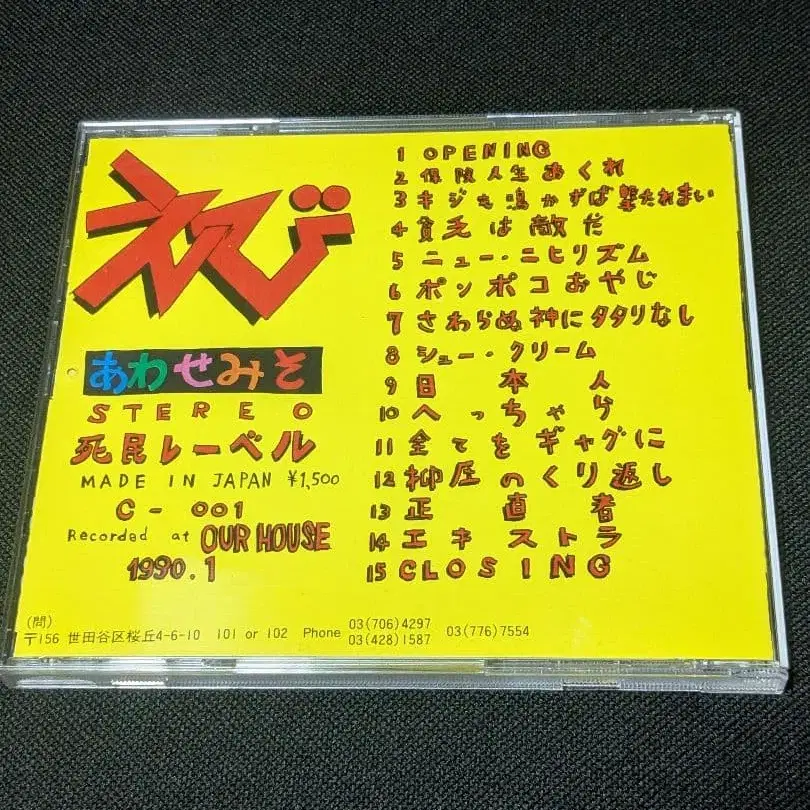 えび
あわせみそ
STEREO
死民レーベル
MADE IN JAPAN ¥1,500
C - 001
Recorded at OUR HOUSE
1990.1
1 OPENING
2 保険人生おくれ
3 キジも鳴かずば撃たれまい
4 貧乏は敵だ
5 ニュー・ニヒリズム
6 ポンポコおやじ
7 さわらぬ神にタタリなし
8 シュー・クリーム
9 日本人
10 へっちゃら
11 全てをギャグに
12 抑圧のくり返し
13 正直者
14 エキストラ
15 CLOSING
(問)
〒156 世田谷区桜丘4-6-10 101 or 102 Phone 03(706)4297
03(428)1587 03(776)7554